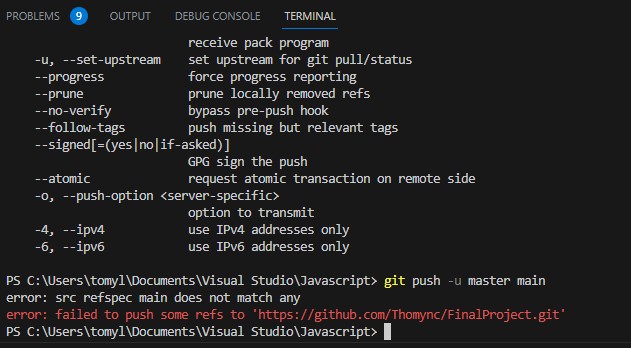 PROBLEMS 9 OUTPUT DEBUG CONSOLE TERMINAL
receive pack program
-u, --set-upstream set upstream for git pull/status
--progress force progress reporting
--prune prune locally removed refs
--no-verify bypass pre-push hook
--follow-tags push missing but relevant tags
--signed[=(yes|no|if-asked)]
GPG sign the push
--atomic request atomic transaction on remote side
-o, --push-option <server-specific>
option to transmit
-4, --ipv4 use IPv4 addresses only
-6, --ipv6 use IPv6 addresses only
PS C:\Users\tomyl\Documents\Visual Studio\Javascript> git push -u master main
error: src refspec main does not match any
error: failed to push some refs to 'https://github.com/Thomync/FinalProject.git'
PS C:\Users\tomyl\Documents\Visual Studio\Javascript>